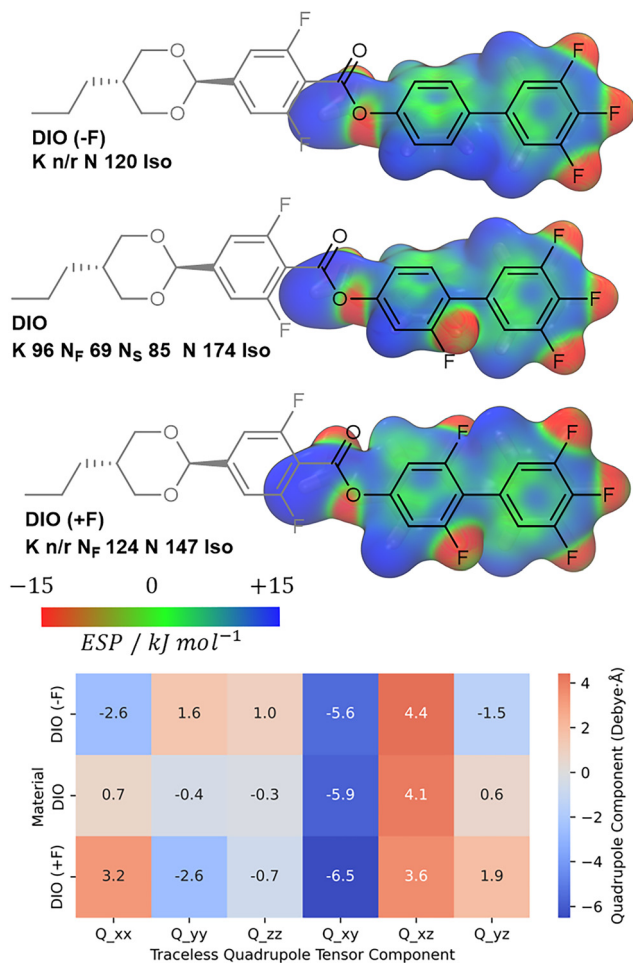 O
O
F
F
O
O
F
F
F
DIO (-F)
K n/r N 120 Iso
O
O
F
F
O
O
F
F
F
F
DIO
K 96 N_F 69 N_S 85 N 174 Iso
O
O
F
F
O
O
F
F
F
F
F
DIO (+F)
K n/r N_F 124 N 147 Iso
−15 0 +15
ESP / kJ mol⁻¹
Material
DIO (-F) -2.6 1.6 1.0 -5.6 4.4 -1.5
DIO 0.7 -0.4 -0.3 -5.9 4.1 0.6
DIO (+F) 3.2 -2.6 -0.7 -6.5 3.6 1.9
Q_xx Q_yy Q_zz Q_xy Q_xz Q_yz
Traceless Quadrupole Tensor Component
4
2
0
−2
−4
−6
Quadrupole Component (Debye·Å)